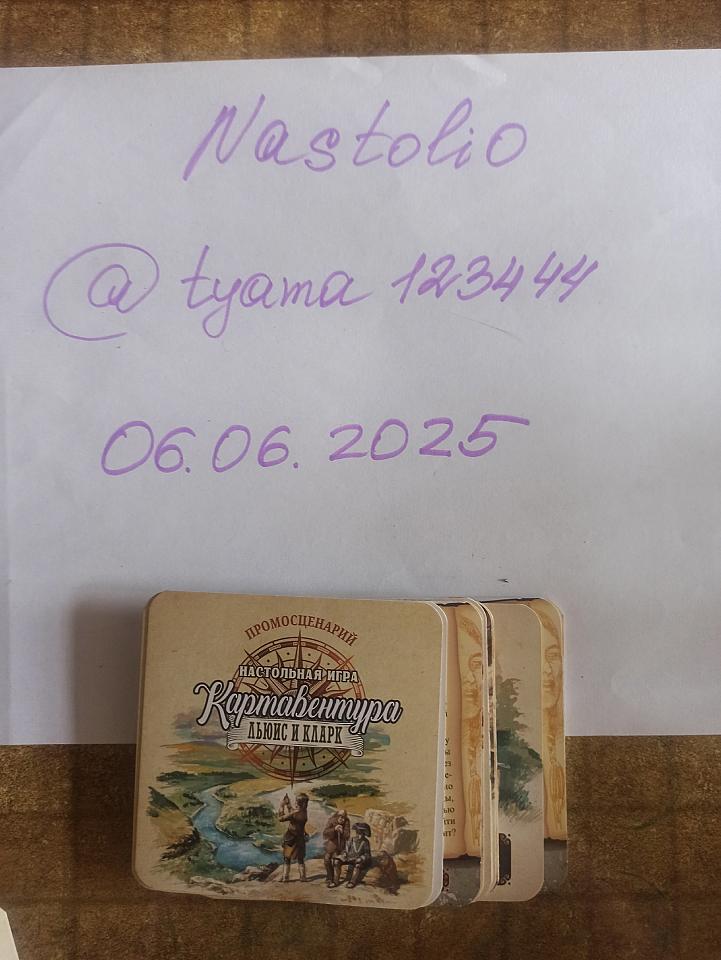 Nastolio
@tyama 123444
06.06.2025
ПРОМОСЦЕНАРИЙ
НАСТОЛЬНАЯ ИГРА
Картавентура
ЛЬЮИС И КЛАРК